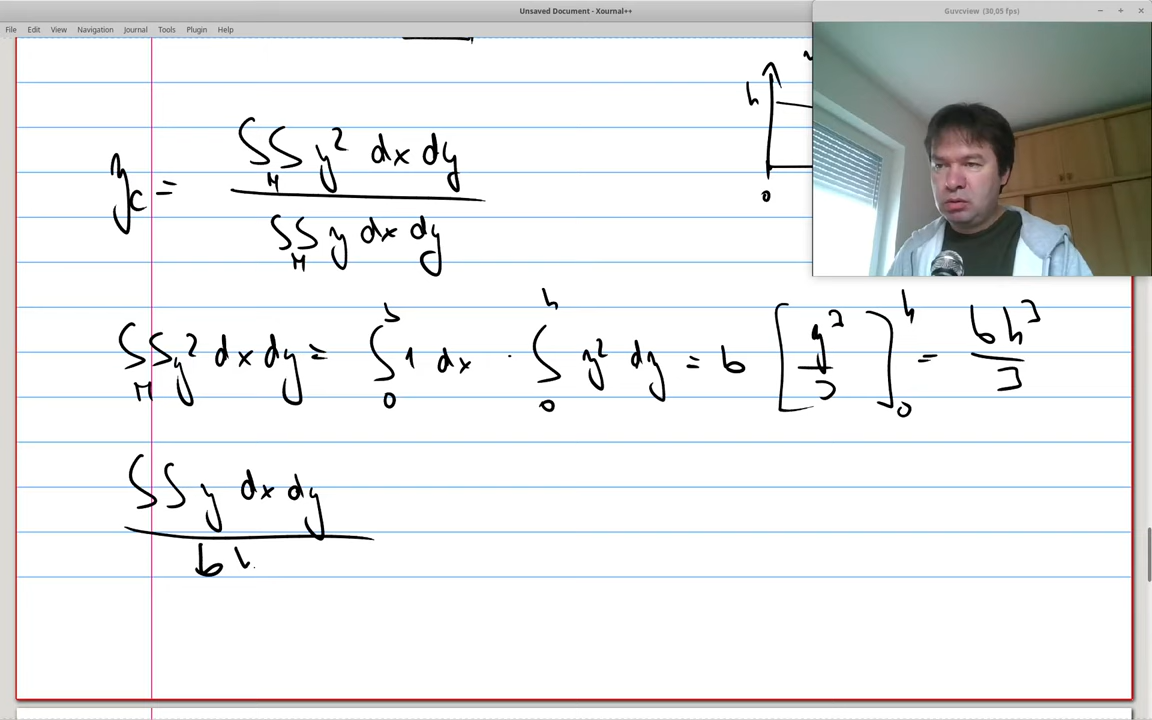 Unsaved Document - Xournal++
Guvcview (30,05 fps)
File Edit View Navigation Journal Tools Plugin Help
h
0
y_c = ∫∫_M y² dx dy / ∫∫_M y dx dy
∫∫_M y² dx dy = ∫_0^b 1 dx · ∫_0^h y² dy = b [y³/3]_0^h = bh³/3
∫∫ y dx dy
b